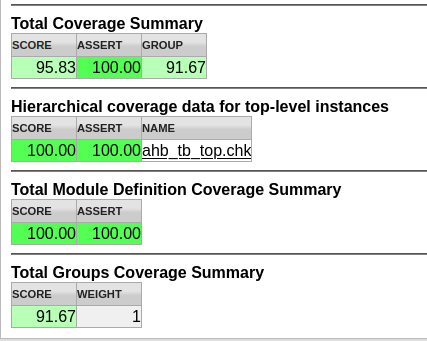 Total Coverage Summary
SCORE ASSERT GROUP
95.83 100.00 91.67
Hierarchical coverage data for top-level instances
SCORE ASSERT NAME
100.00 100.00 ahb_tb_top.chk
Total Module Definition Coverage Summary
SCORE ASSERT
100.00 100.00
Total Groups Coverage Summary
SCORE WEIGHT
91.67 1